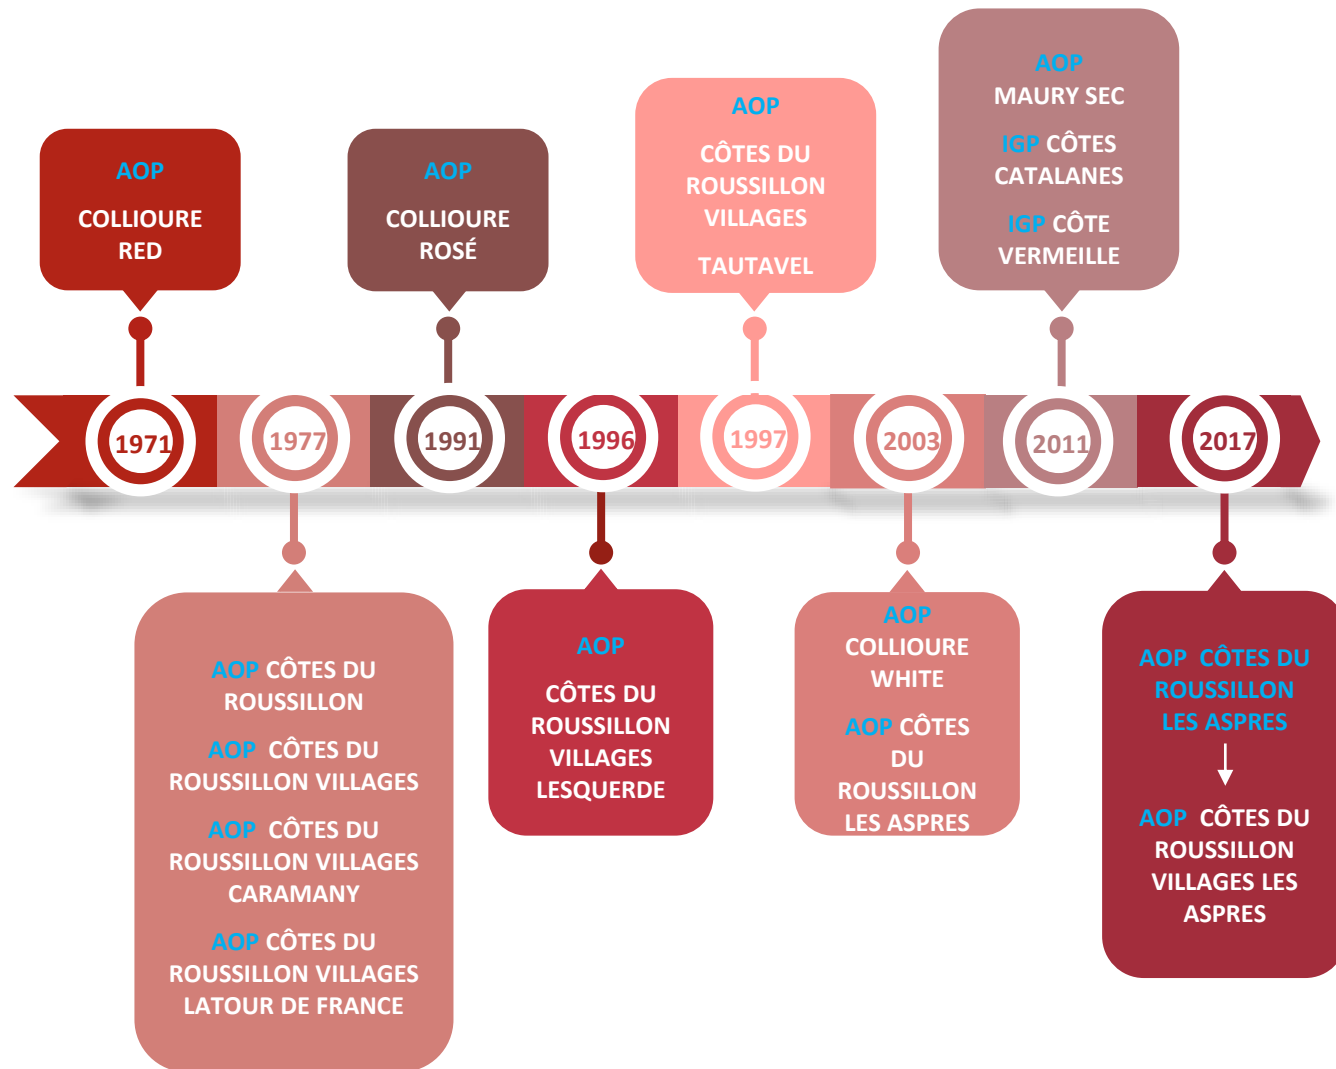 AOP
COLLIOURE
RED
AOP
COLLIOURE
ROSÉ
AOP
CÔTES DU
ROUSSILLON
VILLAGES
TAUTAVEL
AOP
MAURY SEC
IGP CÔTES
CATALANES
IGP CÔTE
VERMEILLE
1971
1977
1991
1996
1997
2003
2011
2017
AOP CÔTES DU
ROUSSILLON
AOP CÔTES DU
ROUSSILLON VILLAGES
AOP CÔTES DU
ROUSSILLON VILLAGES
CARAMANY
AOP CÔTES DU
ROUSSILLON VILLAGES
LATOUR DE FRANCE
AOP
CÔTES DU
ROUSSILLON
VILLAGES
LESQUERDE
AOP
COLLIOURE
WHITE
AOP CÔTES
DU
ROUSSILLON
LES ASPRES
AOP CÔTES DU
ROUSSILLON
LES ASPRES
AOP CÔTES DU
ROUSSILLON
VILLAGES LES
ASPRES